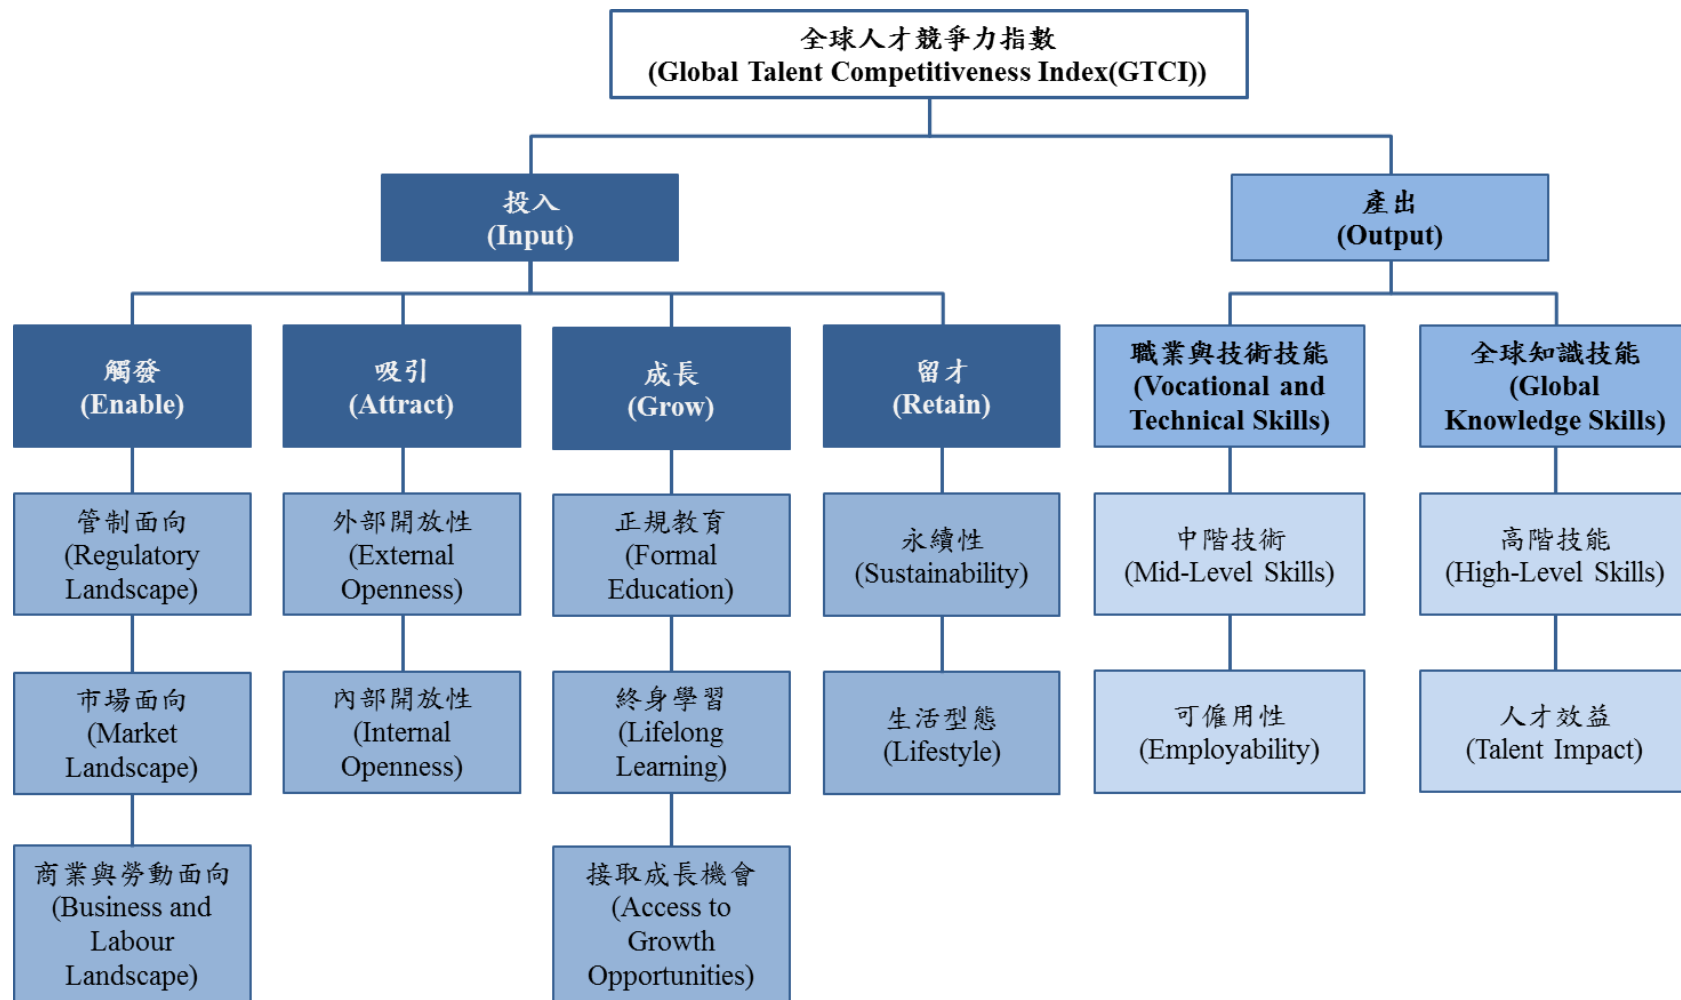 全球人才競爭力指數
(Global Talent Competitiveness Index(GTCI))
投入
(Input)
產出
(Output)
觸發
(Enable)
吸引
(Attract)
成長
(Grow)
留才
(Retain)
職業與技術技能
(Vocational and
Technical Skills)
全球知識技能
(Global
Knowledge Skills)
管制面向
(Regulatory
Landscape)
外部開放性
(External
Openness)
正規教育
(Formal
Education)
永續性
(Sustainability)
中階技術
(Mid-Level Skills)
高階技能
(High-Level Skills)
市場面向
(Market
Landscape)
內部開放性
(Internal
Openness)
終身學習
(Lifelong
Learning)
生活型態
(Lifestyle)
可僱用性
(Employability)
人才效益
(Talent Impact)
商業與勞動面向
(Business and
Labour
Landscape)
接取成長機會
(Access to
Growth
Opportunities)